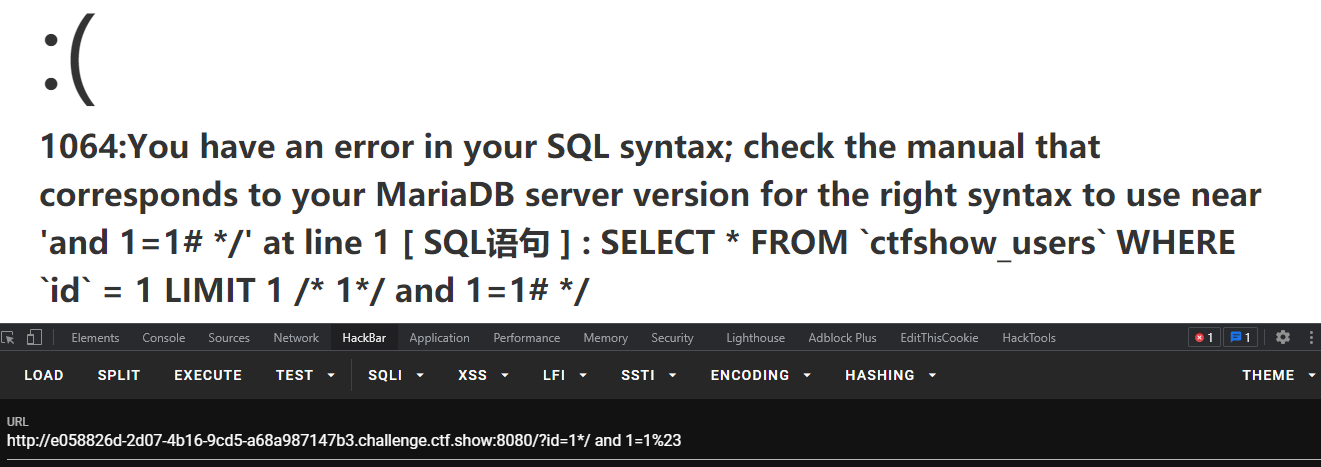 :(
1064:You have an error in your SQL syntax; check the manual that
corresponds to your MariaDB server version for the right syntax to use near
'and 1=1# */' at line 1 [ SQL语句 ] : SELECT * FROM `ctfshow_users` WHERE
`id` = 1 LIMIT 1 /* 1*/ and 1=1# */
Elements Console Sources Network HackBar Application Performance Memory Security Lighthouse Adblock Plus EditThisCookie HackTools 1 1
LOAD SPLIT EXECUTE TEST SQLI XSS LFI SSTI ENCODING HASHING THEME
URL
http://e058826d-2d07-4b16-9cd5-a68a987147b3.challenge.ctf.show:8080/?id=1*/ and 1=1%23